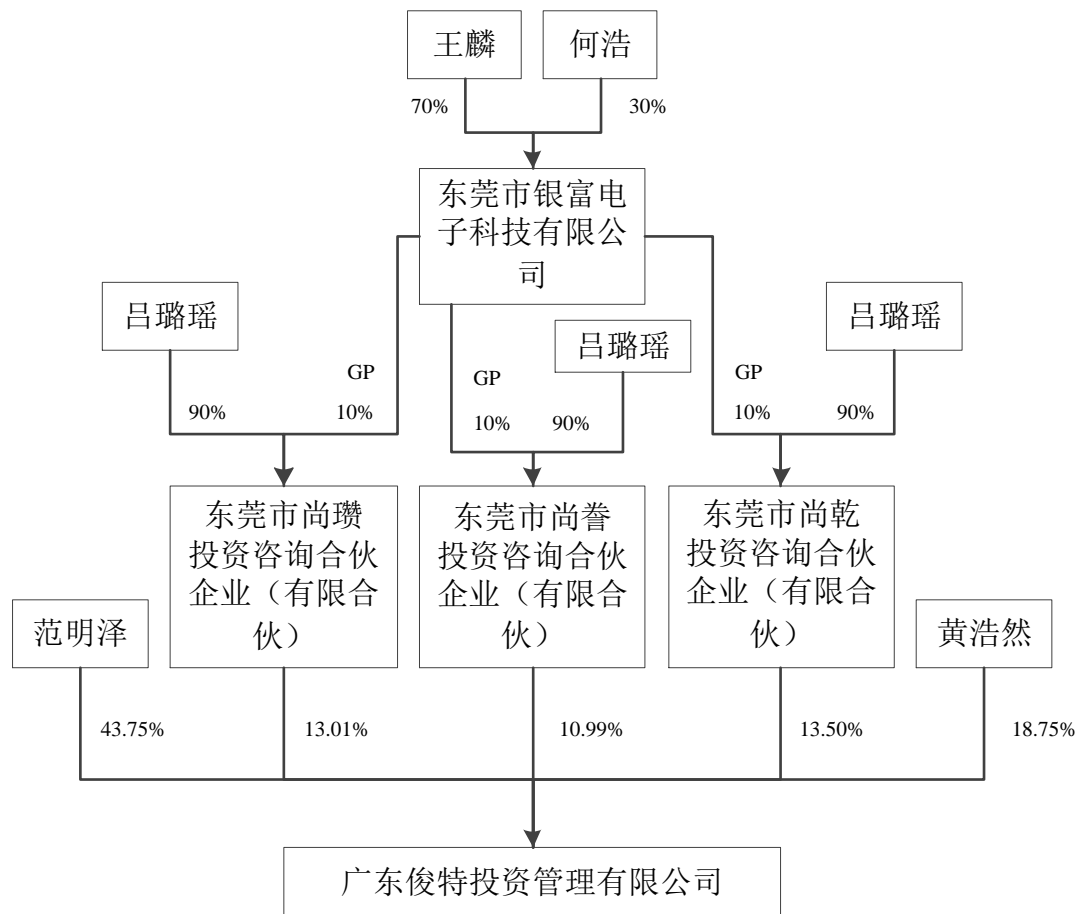 王麟
何浩
70%
30%
东莞市银富电
子科技有限公
司
吕璐瑶
吕璐瑶
吕璐瑶
GP
GP
GP
90%
10%
10%
90%
10%
90%
东莞市尚瓒
投资咨询合伙
企业（有限合
伙）
东莞市尚誊
投资咨询合伙
企业（有限合
伙）
东莞市尚乾
投资咨询合伙
企业（有限合
伙）
范明泽
黄浩然
43.75%
13.01%
10.99%
13.50%
18.75%
广东俊特投资管理有限公司